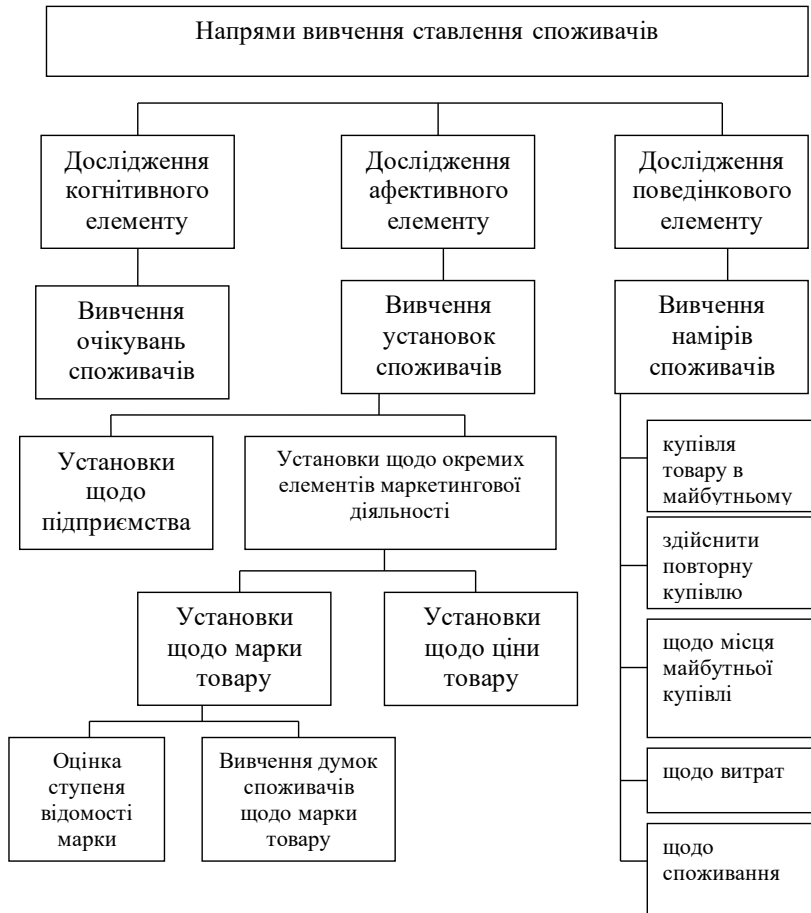 Напрями вивчення ставлення споживачів
Дослідження
когнітивного
елементу
Дослідження
афективного
елементу
Дослідження
поведінкового
елементу
Вивчення
очікувань
споживачів
Вивчення
установок
споживачів
Вивчення
намірів
споживачів
Установки
щодо
підприємства
Установки щодо окремих
елементів маркетингової
діяльності
Установки
щодо марки
товару
Установки
щодо ціни
товару
Оцінка
ступеня
відомості
марки
Вивчення думок
споживачів
щодо марки
товару
купівля
товару в
майбутньому
здійснити
повторну
купівлю
щодо місця
майбутньої
купівлі
щодо витрат
щодо
споживання